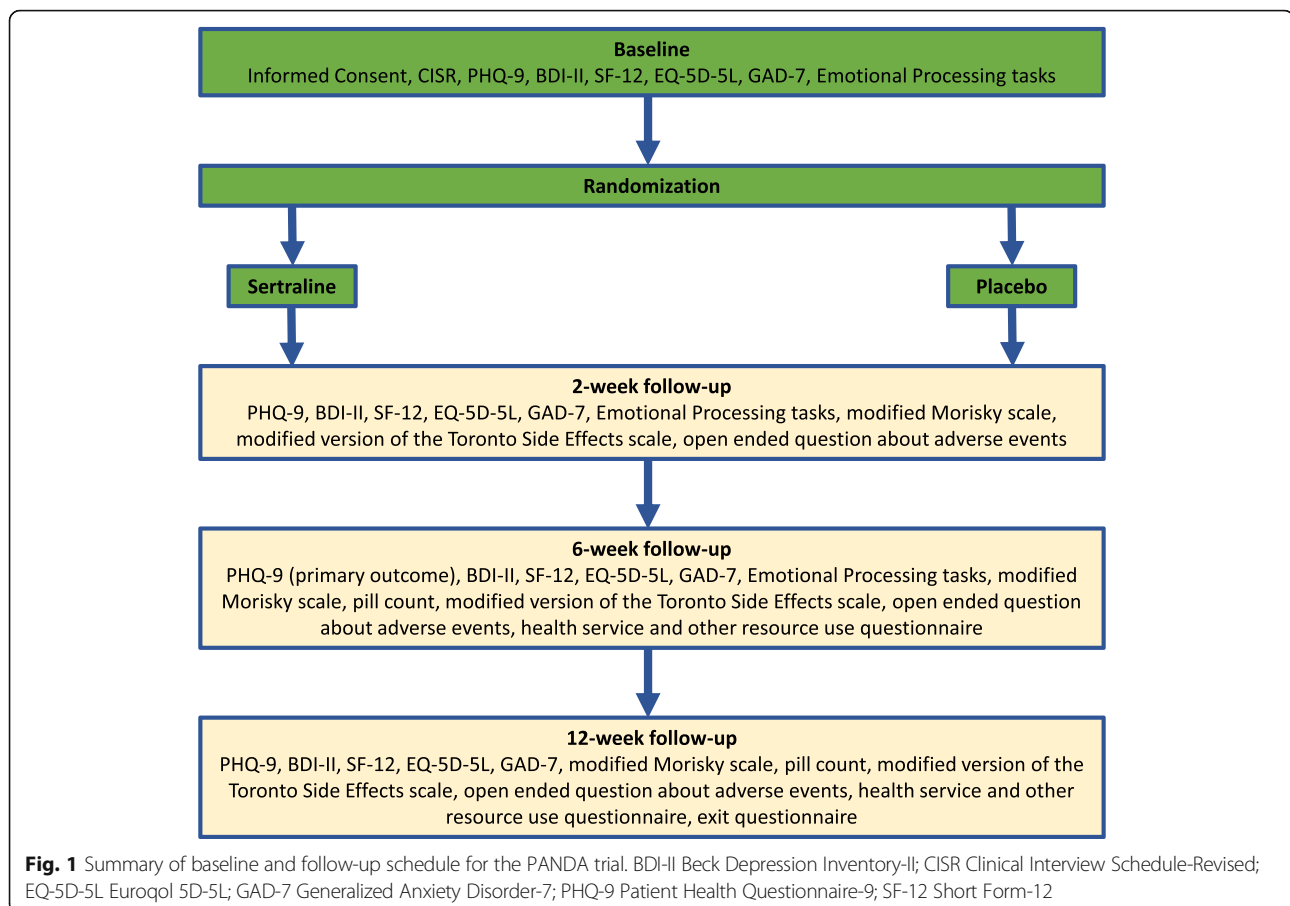 Baseline
Informed Consent, CISR, PHQ-9, BDI-II, SF-12, EQ-5D-5L, GAD-7, Emotional Processing tasks
Randomization
Sertraline
Placebo
2-week follow-up
PHQ-9, BDI-II, SF-12, EQ-5D-5L, GAD-7, Emotional Processing tasks, modified Morisky scale,
modified version of the Toronto Side Effects scale, open ended question about adverse events
6-week follow-up
PHQ-9 (primary outcome), BDI-II, SF-12, EQ-5D-5L, GAD-7, Emotional Processing tasks, modified
Morisky scale, pill count, modified version of the Toronto Side Effects scale, open ended question
about adverse events, health service and other resource use questionnaire
12-week follow-up
PHQ-9, BDI-II, SF-12, EQ-5D-5L, GAD-7, modified Morisky scale, pill count, modified version of the
Toronto Side Effects scale, open ended question about adverse events, health service and other
resource use questionnaire, exit questionnaire
Fig. 1 Summary of baseline and follow-up schedule for the PANDA trial. BDI-II Beck Depression Inventory-II; CISR Clinical Interview Schedule-Revised;
EQ-5D-5L Euroqol 5D-5L; GAD-7 Generalized Anxiety Disorder-7; PHQ-9 Patient Health Questionnaire-9; SF-12 Short Form-12